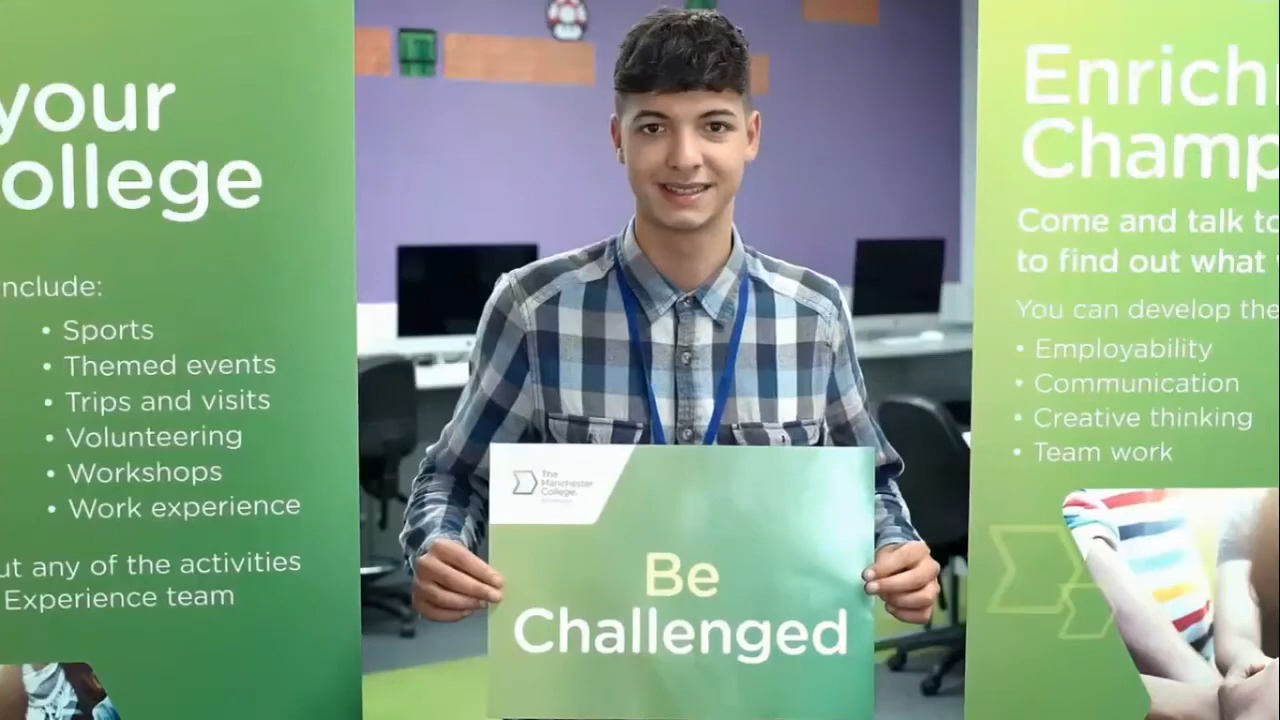 your
ollege
nclude:
• Sports
• Themed events
• Trips and visits
• Volunteering
• Workshops
• Work experience
ut any of the activities
Experience team
The
Manchester
College.
Be
Challenged
Enrich
Champ
Come and talk to
to find out what
You can develop the
• Employability
• Communication
• Creative thinking
• Team work